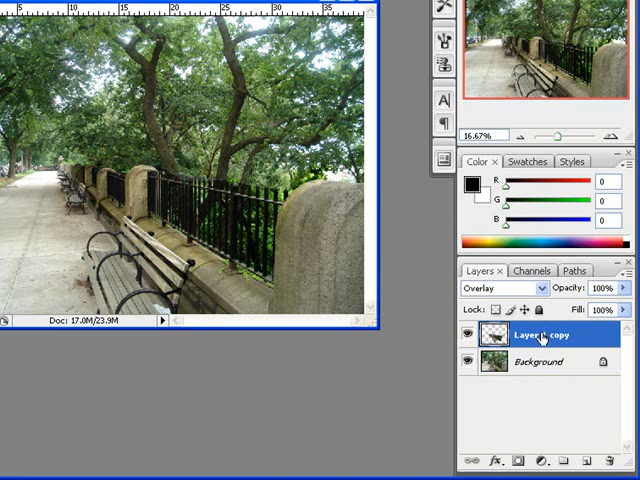 5 10 15 20 25 30 35
16.67%
Color × Swatches Styles
R 0
G 0
B 0
Layers × Channels Paths
Overlay Opacity: 100%
Lock: Fill: 100%
copy
Background
fx
Doc: 17.0M/23.9M
A
¶